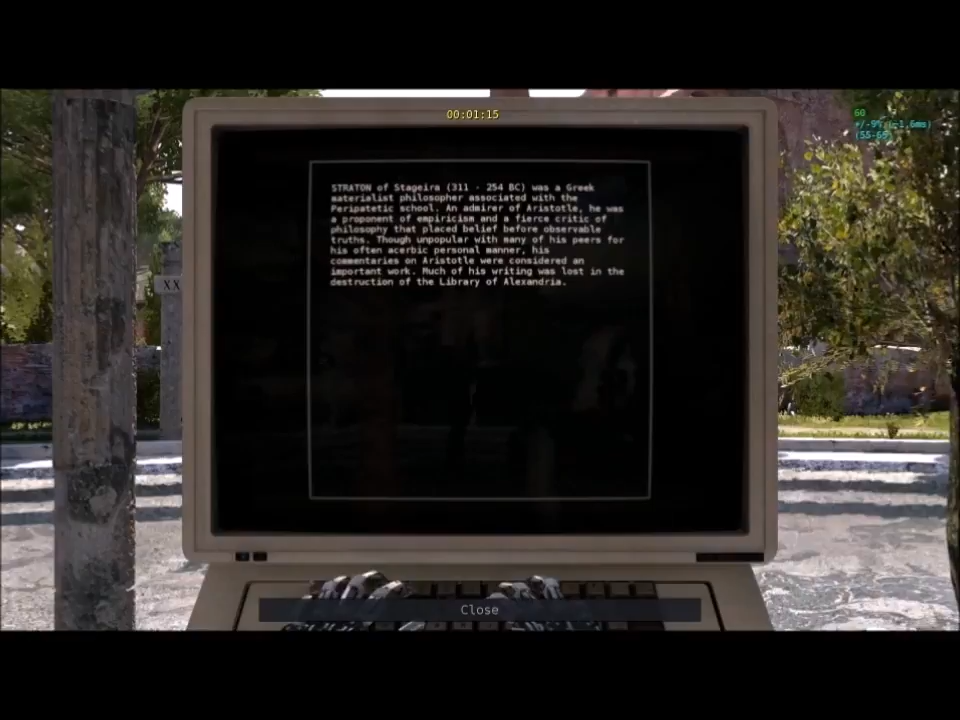 00:01:15
60
STRATON of Stageira (311 - 254 BC) was a Greek
materialist philosopher associated with the
Peripatetic school. An admirer of Aristotle, he was
a proponent of empiricism and a fierce critic of
philosophy that placed belief before observable
truths. Though unpopular with many of his peers for
his often acerbic personal manner, his
commentaries on Aristotle were considered an
important work. Much of his writing was lost in the
destruction of the Library of Alexandria.
XX
Close